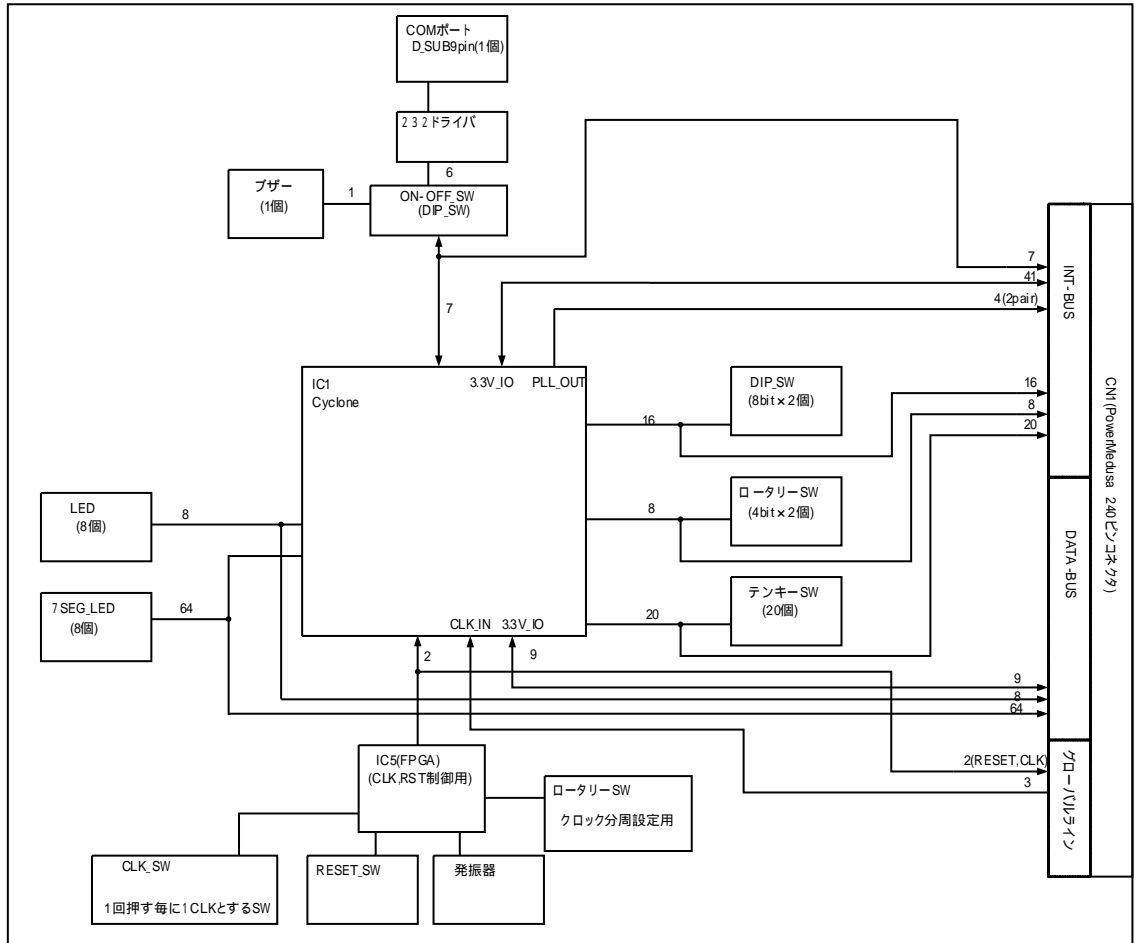 COMポート
D_SUB9pin(1個)
232ドライバ
6
ブザー
(1個)
1
ON-OFF_SW
(DIP_SW)
7
7
41
4(2pair)
INT-BUS
IC1
Cyclone
3.3V_IO
PLL_OUT
DIP_SW
(8bit×2個)
16
16
8
20
CN1(PowerMedusa 240ピンコネクタ)
LED
(8個)
8
8
ロータリーSW
(4bit×2個)
DATA-BUS
7SEG_LED
(8個)
64
テンキーSW
(20個)
20
CLK_IN
3.3V_IO
2
9
9
8
64
IC5(FPGA)
(CLK,RST制御用)
2(RESET,CLK)
3
グローバルライン
ロータリーSW
クロック分周設定用
CLK_SW
1回押す毎に1CLKとするSW
RESET_SW
発振器